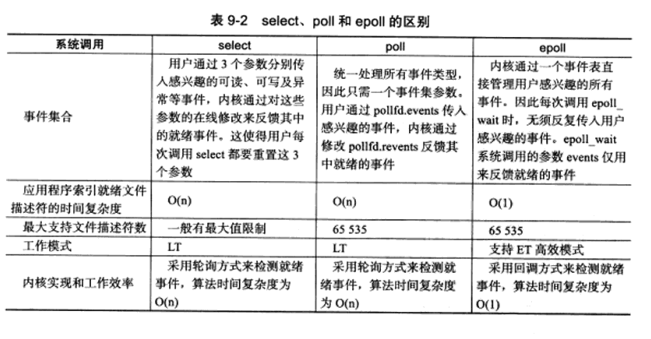 表 9-2 select、poll 和 epoll 的区别
系统调用 select poll epoll
事件集合
用户通过 3 个参数分别传
入感兴趣的可读、可写及异
常等事件，内核通过对这些
参数的在线修改来反馈其中
的就绪事件。这使得用户每
次调用 select 都要重置这 3
个参数
统一处理所有事件类型，
因此只需一个事件集参数。
用户通过 pollfd.events 传入
感兴趣的事件，内核通过
修改 pollfd.revents 反馈其
中就绪的事件
内核通过一个事件表直
接管理用户感兴趣的所有
事件。因此每次调用 epoll_
wait 时，无须反复传入用户
感兴趣的事件。epoll_wait
系统调用的参数 events 仅用
来反馈就绪的事件
应用程序索引就绪文件
描述符的时间复杂度
O(n) O(n) O(1)
最大支持文件描述符数 一般有最大值限制 65 535 65 535
工作模式 LT LT 支持 ET 高效模式
内核实现和工作效率
采用轮询方式来检测就绪
事件，算法时间复杂度为
O(n)
采用轮询方式来检测就
绪事件，算法时间复杂度
为 O(n)
采用回调方式来检测就绪
事件，算法时间复杂度为
O(1)